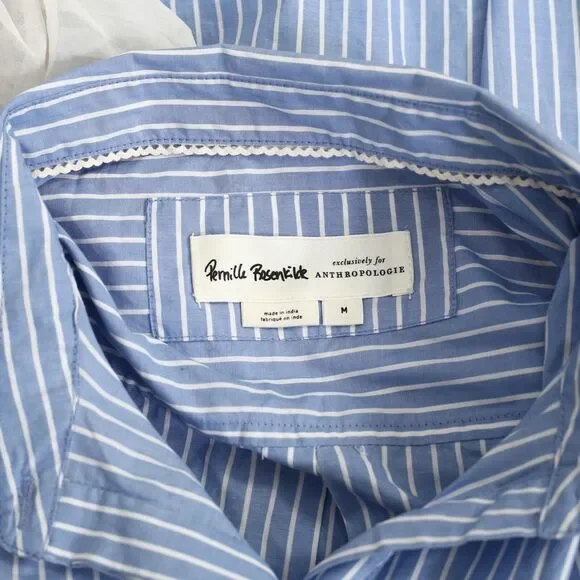 Pernille Rosenkilde
exclusively for
ANTHROPOLOGIE
made in india
fabriqué en inde
M